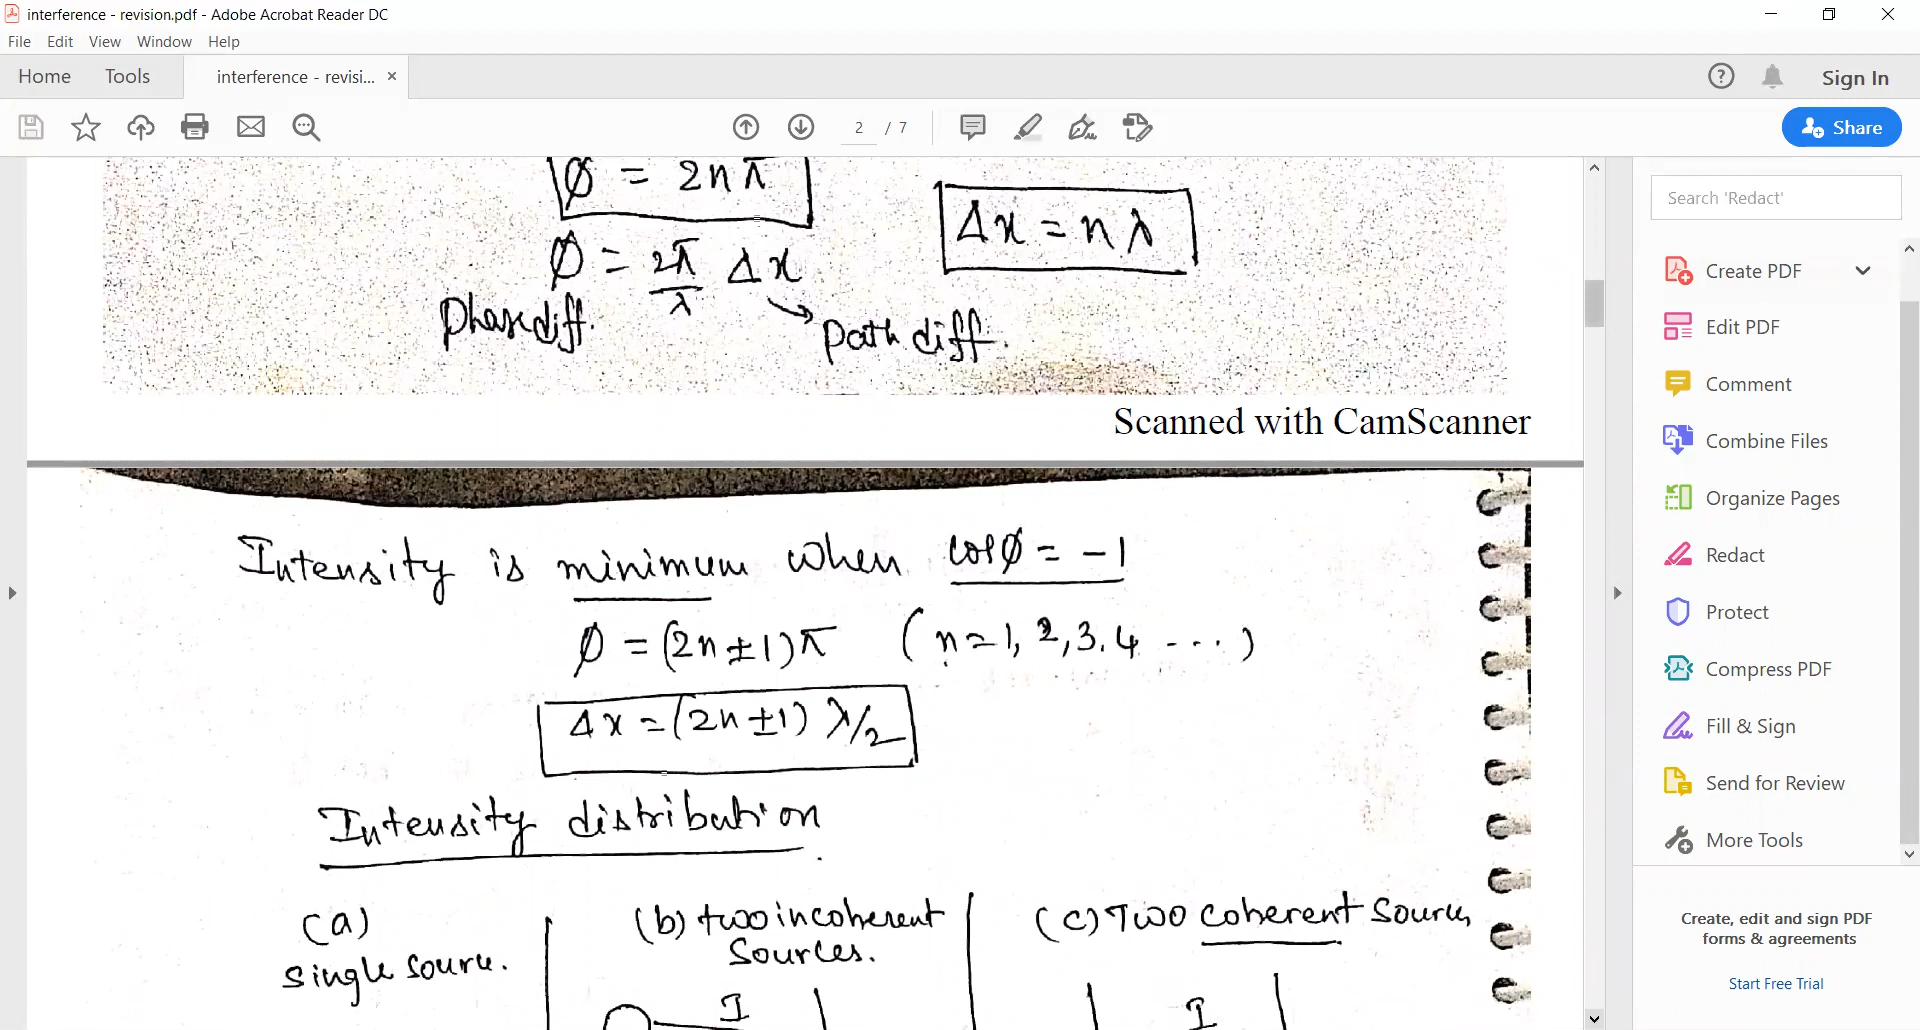 interference - revision.pdf - Adobe Acrobat Reader DC
File Edit View Window Help
Home Tools interference - revisi... ×
Sign In
2 / 7
Share
ϕ = 2nπ
Δx = nλ
ϕ = 2π/λ Δx
Phase diff.
Path diff.
Scanned with CamScanner
Intensity is minimum when cosϕ = -1
ϕ = (2n±1)π (n=1, 2, 3. 4 ....)
Δx = (2n±1) λ/2
Intensity distribution
(a)
Single source.
(b) two incoherent
Sources.
(c) Two coherent Sources
I
I
Search 'Redact'
Create PDF
Edit PDF
Comment
Combine Files
Organize Pages
Redact
Protect
Compress PDF
Fill & Sign
Send for Review
More Tools
Create, edit and sign PDF
forms & agreements
Start Free Trial